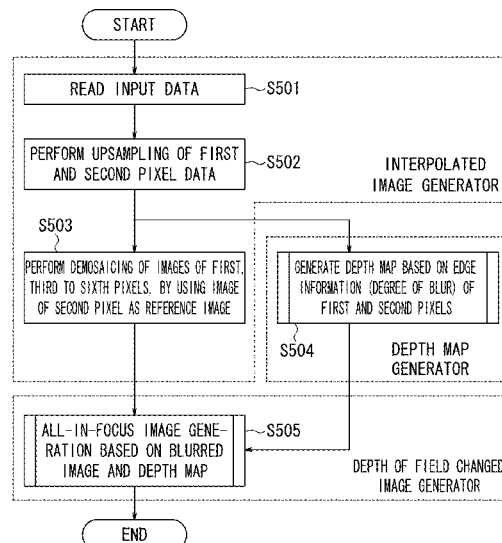 START
READ INPUT DATA
S501
PERFORM UPSAMPLING OF FIRST
AND SECOND PIXEL DATA
S502
INTERPOLATED
IMAGE GENERATOR
S503
PERFORM DEMOSAICING OF IMAGES OF FIRST,
THIRD TO SIXTH PIXELS, BY USING IMAGE
OF SECOND PIXEL AS REFERENCE IMAGE
GENERATE DEPTH MAP BASED ON EDGE
INFORMATION (DEGREE OF BLUR) OF
FIRST AND SECOND PIXELS
S504
DEPTH MAP
GENERATOR
ALL-IN-FOCUS IMAGE GENE-
RATION BASED ON BLURRED
IMAGE AND DEPTH MAP
S505
DEPTH OF FIELD CHANGED
IMAGE GENERATOR
END